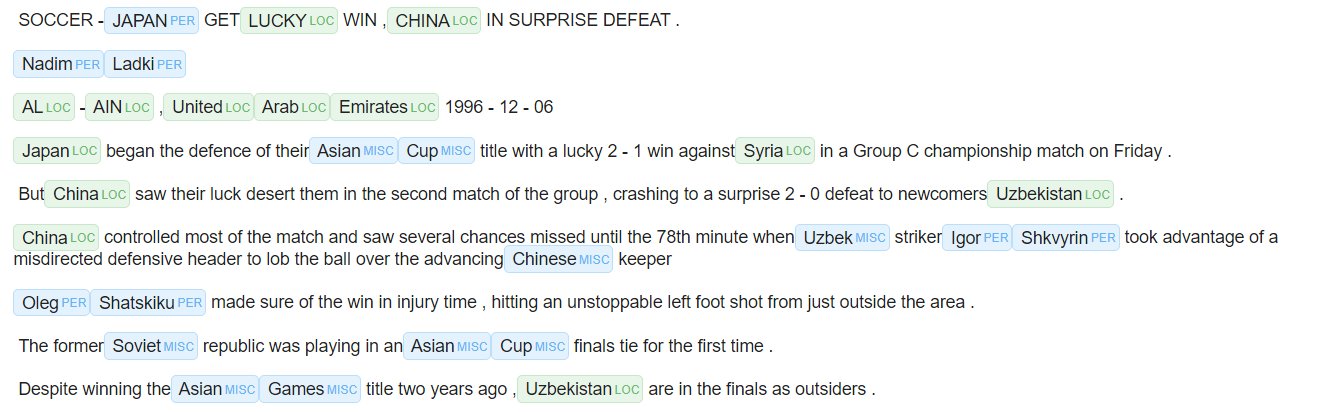 SOCCER - JAPAN PER GET LUCKY LOC WIN , CHINA LOC IN SURPRISE DEFEAT .
Nadim PER Ladki PER
AL LOC - AIN LOC , United LOC Arab LOC Emirates LOC 1996 - 12 - 06
Japan LOC began the defence of their Asian MISC Cup MISC title with a lucky 2 - 1 win against Syria LOC in a Group C championship match on Friday .
But China LOC saw their luck desert them in the second match of the group , crashing to a surprise 2 - 0 defeat to newcomers Uzbekistan LOC .
China LOC controlled most of the match and saw several chances missed until the 78th minute when Uzbek MISC striker Igor PER Shkvyrin PER took advantage of a
misdirected defensive header to lob the ball over the advancing Chinese MISC keeper
Oleg PER Shatskiku PER made sure of the win in injury time , hitting an unstoppable left foot shot from just outside the area .
The former Soviet MISC republic was playing in an Asian MISC Cup MISC finals tie for the first time .
Despite winning the Asian MISC Games MISC title two years ago , Uzbekistan LOC are in the finals as outsiders .